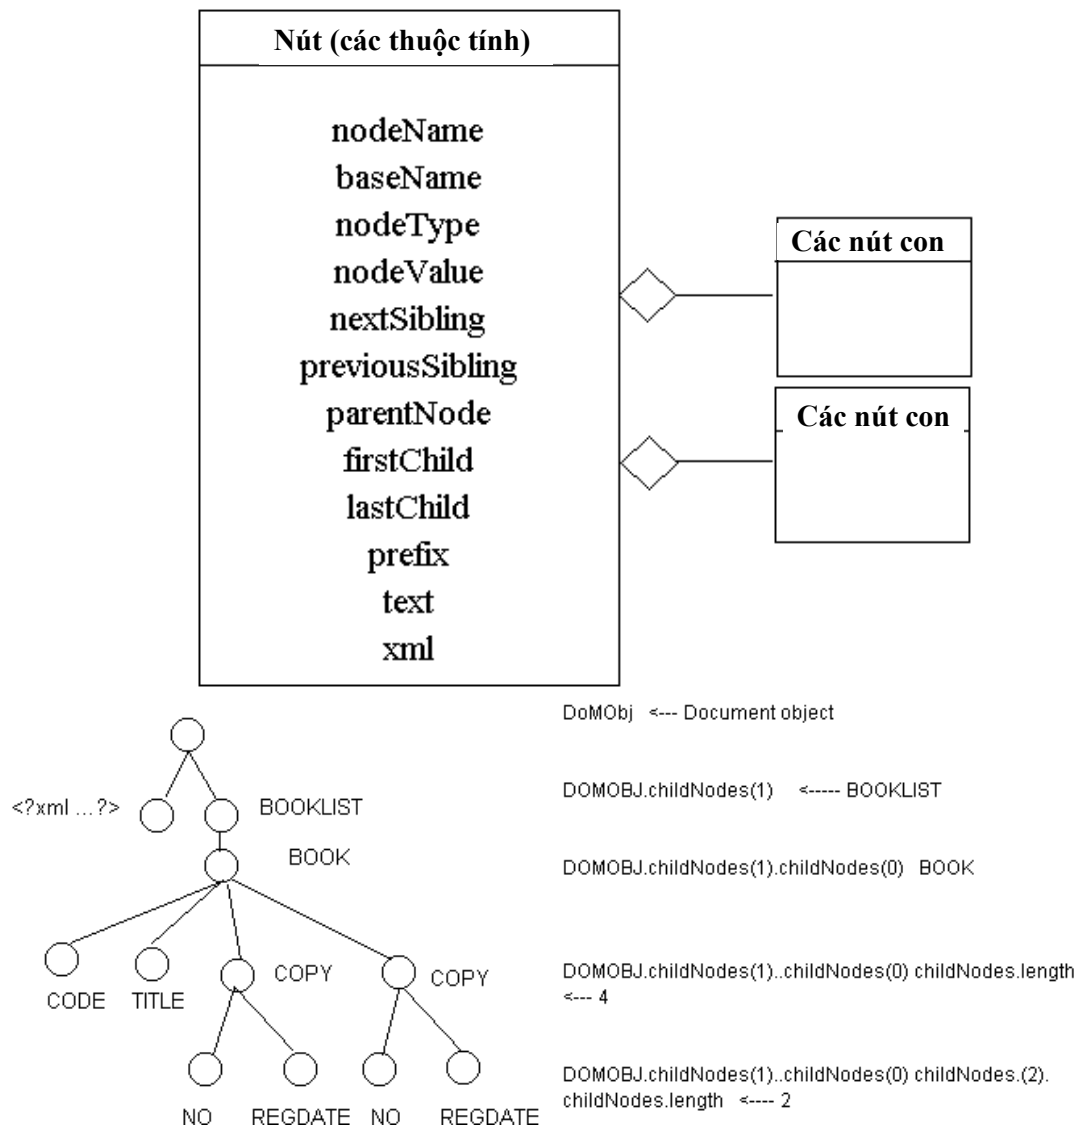 Nút (các thuộc tính)
nodeName
baseName
nodeType
nodeValue
nextSibling
previousSibling
parentNode
firstChild
lastChild
prefix
text
xml
Các nút con
Các nút con
DoMObj <--- Document object
<?xml ...?>
BOOKLIST
DOMOBJ.childNodes(1) <----- BOOKLIST
BOOK
DOMOBJ.childNodes(1).childNodes(0) BOOK
CODE
TITLE
COPY
COPY
DOMOBJ.childNodes(1)..childNodes(0) childNodes.length
<--- 4
NO
REGDATE
NO
REGDATE
DOMOBJ.childNodes(1)..childNodes(0) childNodes.(2).
childNodes.length <---- 2